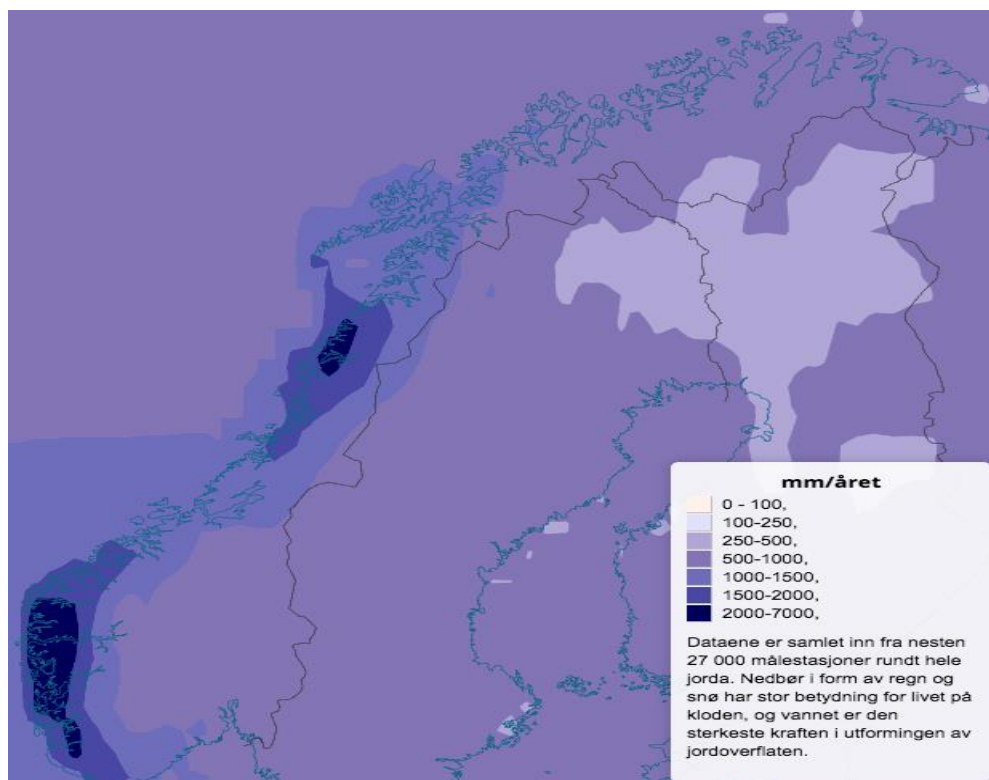 mm/året
0 - 100,
100-250,
250-500,
500-1000,
1000-1500,
1500-2000,
2000-7000,
Dataene er samlet inn fra nesten
27 000 målestasjoner rundt hele
jorda. Nedbør i form av regn og
snø har stor betydning for livet på
kloden, og vannet er den
sterkeste kraften i utformingen av
jordoverflaten.